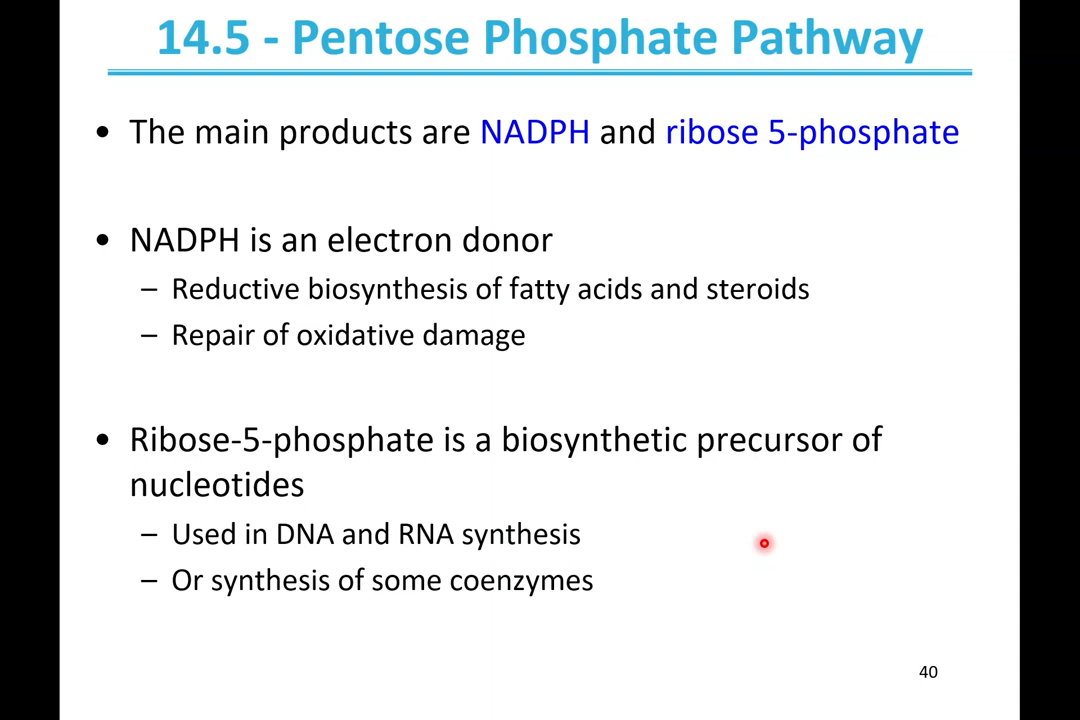 14.5 - Pentose Phosphate Pathway
• The main products are NADPH and ribose 5-phosphate
• NADPH is an electron donor
– Reductive biosynthesis of fatty acids and steroids
– Repair of oxidative damage
• Ribose-5-phosphate is a biosynthetic precursor of
nucleotides
– Used in DNA and RNA synthesis
– Or synthesis of some coenzymes
40